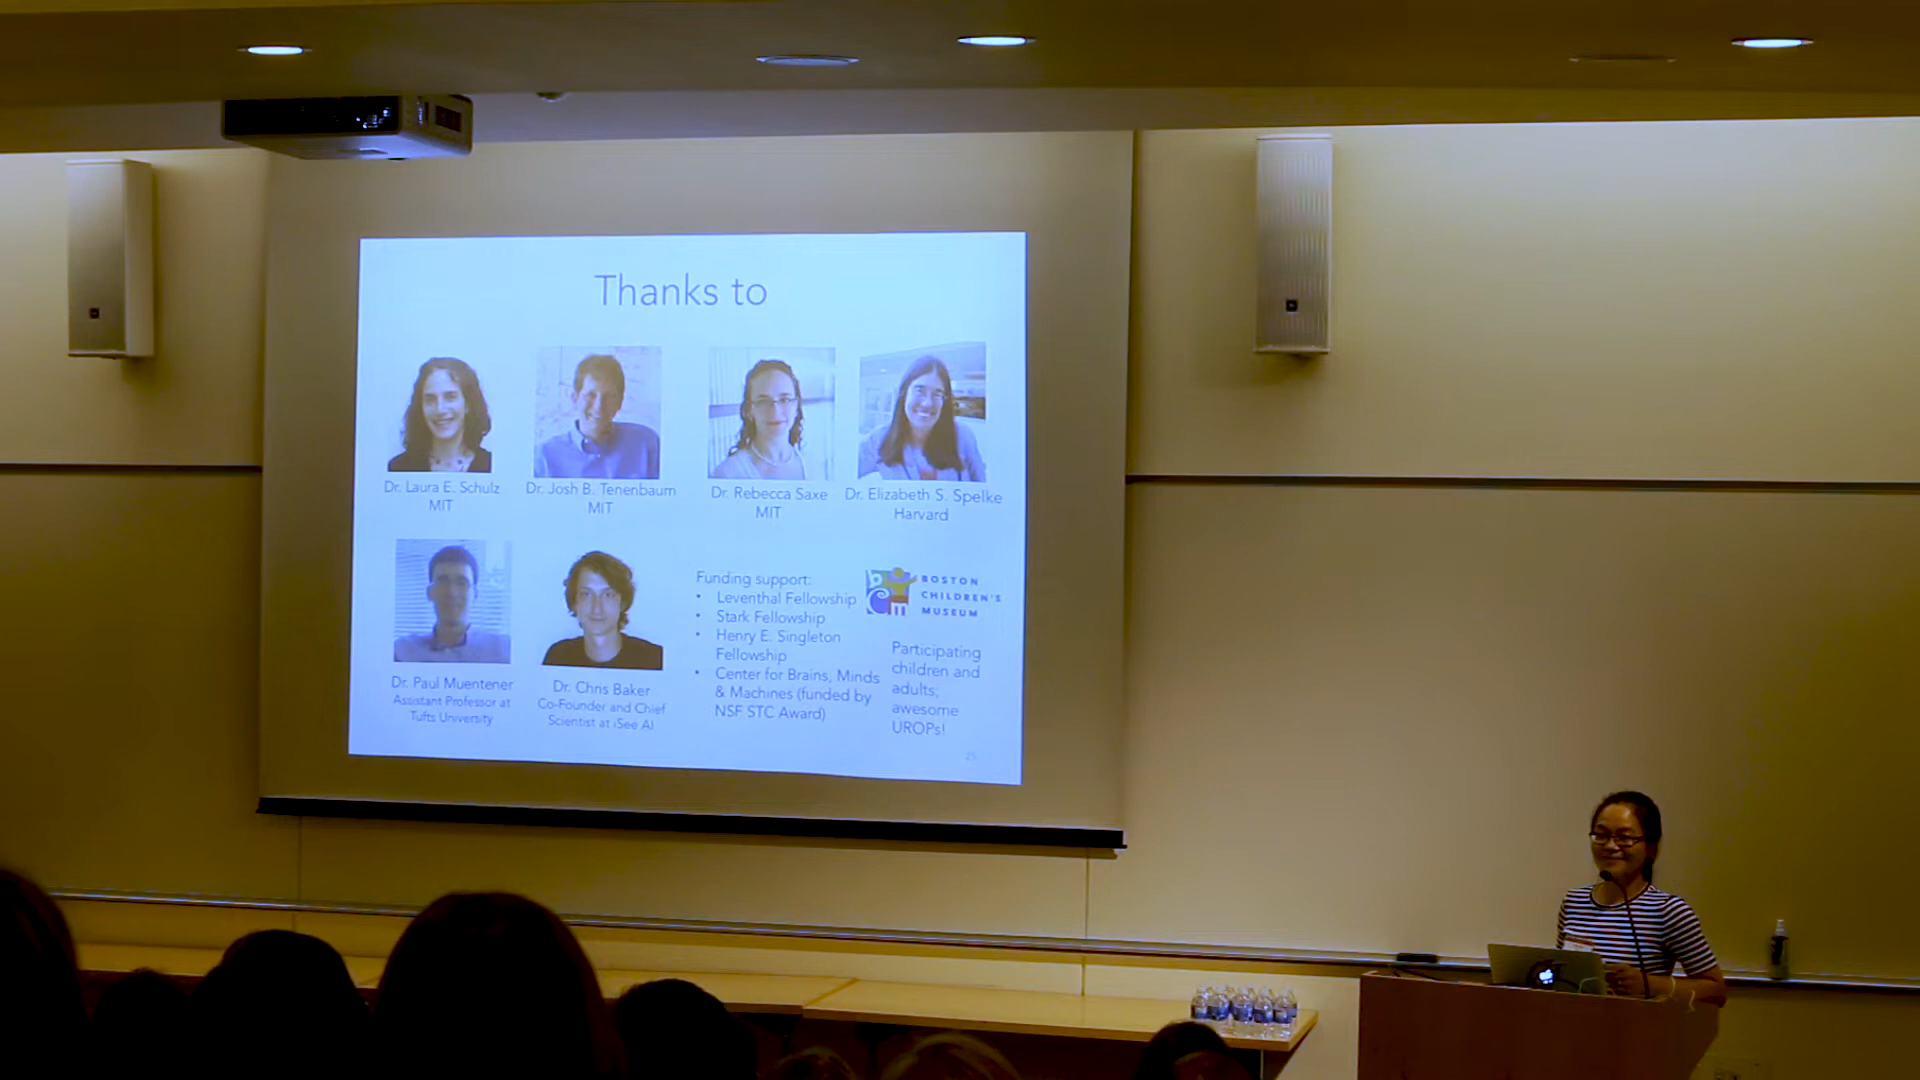 Thanks to
Dr. Laura E. Schulz
MIT
Dr. Josh B. Tenenbaum
MIT
Dr. Rebecca Saxe
MIT
Dr. Elizabeth S. Spelke
Harvard
Dr. Paul Muentener
Assistant Professor at
Tufts University
Dr. Chris Baker
Co-Founder and Chief
Scientist at iSee AI
Funding support:
• Leventhal Fellowship
• Stark Fellowship
• Henry E. Singleton
Fellowship
• Center for Brains, Minds
& Machines (funded by
NSF STC Award)
BOSTON
CHILDREN'S
MUSEUM
Participating
children and
adults;
awesome
UROPs!
25